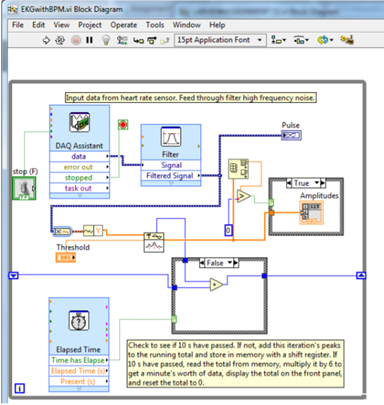 EKGwithBPM.vi Block Diagram
File Edit View Project Operate Tools Window Help
15pt Application Font
Input data from heart rate sensor. Feed through filter high frequency noise.
DAQ Assistant
data
error out
stopped
task out
stop (F)
Filter
Signal
Filtered Signal
Pulse
True
Amplitudes
Threshold
DBL
Y
0
False
Elapsed Time
Time has Elapse
Elapsed Time (s)
Present (s)
Check to see if 10 s have passed. If not, add this iteration's peaks
to the running total and store in memory with a shift register. If
10 s have passed, read the total from memory, multiply it by 6
to get a minute's worth of data, display the total on the front panel,
and reset the total to 0.
i